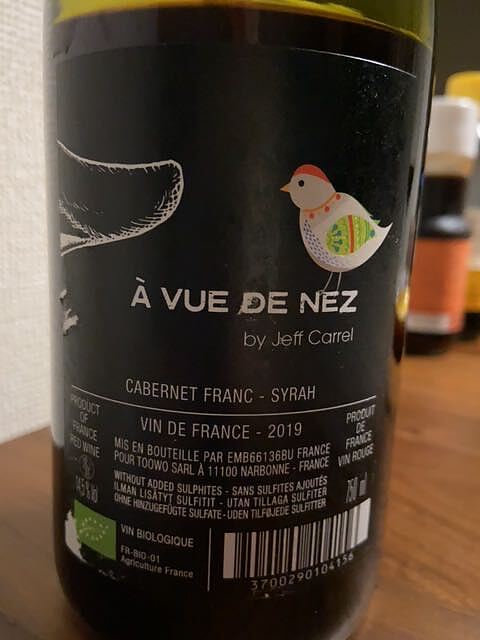 À VUE DE NEZ
by Jeff Carrel
CABERNET FRANC - SYRAH
PRODUCT
OF
FRANCE
RED WINE
14,5 % vol
VIN DE FRANCE - 2019
MIS EN BOUTEILLE PAR EMB66136BU FRANCE
POUR TOOWO SARL À 11100 NARBONNE - FRANCE
WITHOUT ADDED SULPHITES - SANS SULFITES AJOUTÉS
ILMAN LISÄTYT SULFITIT - UTAN TILLAGA SULFITER
OHNE HINZUGEFÜGTE SULFATE - UDEN TILFØJEDE SULFITTER
PRODUIT
DE
FRANCE
VIN ROUGE
750 ml
VIN BIOLOGIQUE
FR-BIO-01
Agriculture France
3700290104156